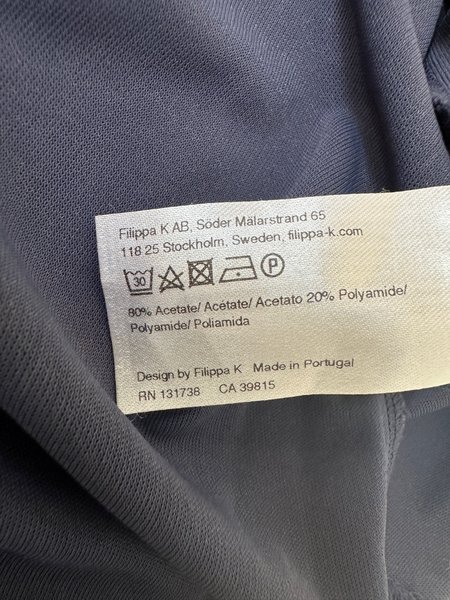 Filippa K AB, Söder Mälarstrand 65
118 25 Stockholm, Sweden, filippa-k.com
30 P
80% Acetate/ Acétate/ Acetato 20% Polyamide/
Polyamide/ Poliamida
Design by Filippa K Made in Portugal
RN 131738 CA 39815